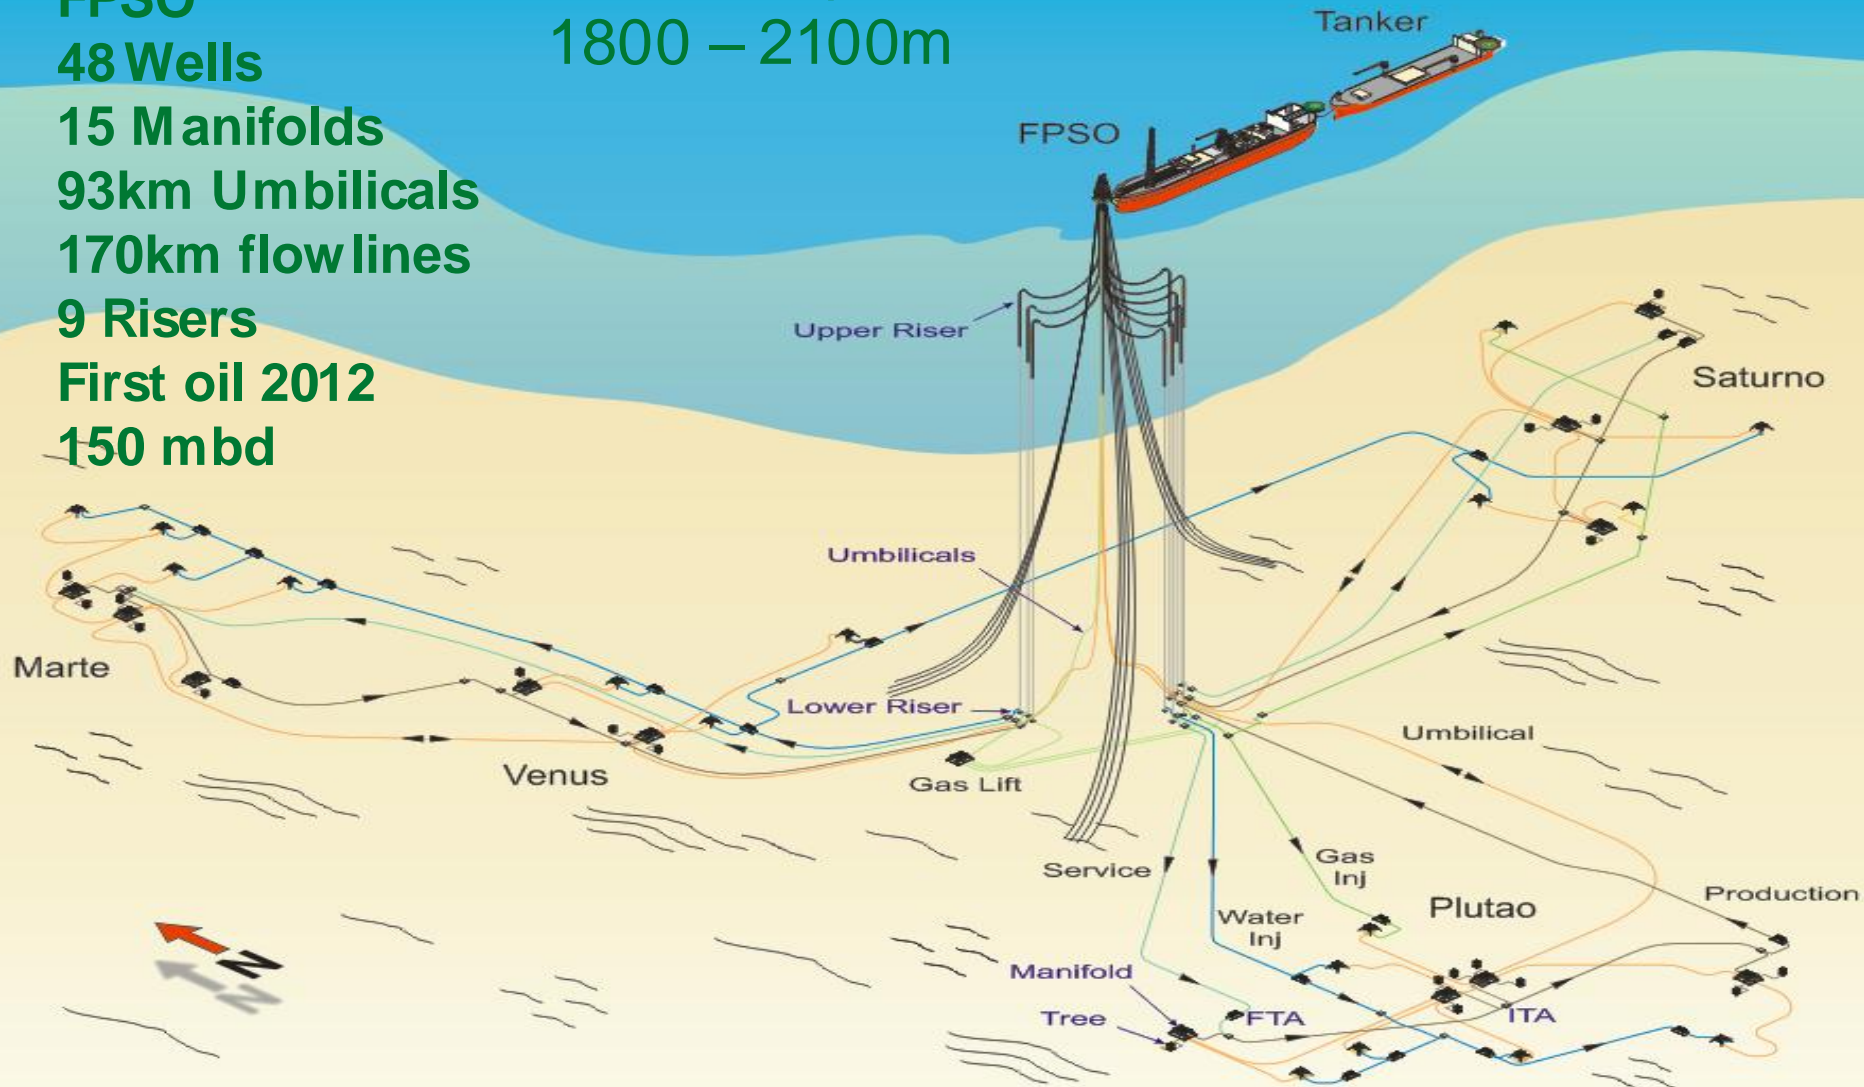 FPSO
48 Wells
15 Manifolds
93km Umbilicals
170km flowlines
9 Risers
First oil 2012
150 mbd
1800 – 2100m
Tanker
FPSO
Upper Riser
Saturno
Umbilicals
Marte
Lower Riser
Umbilical
Venus
Gas Lift
Service
Gas
Inj
Plutao
Production
Water
Inj
Manifold
Tree
FTA
ITA
N
N